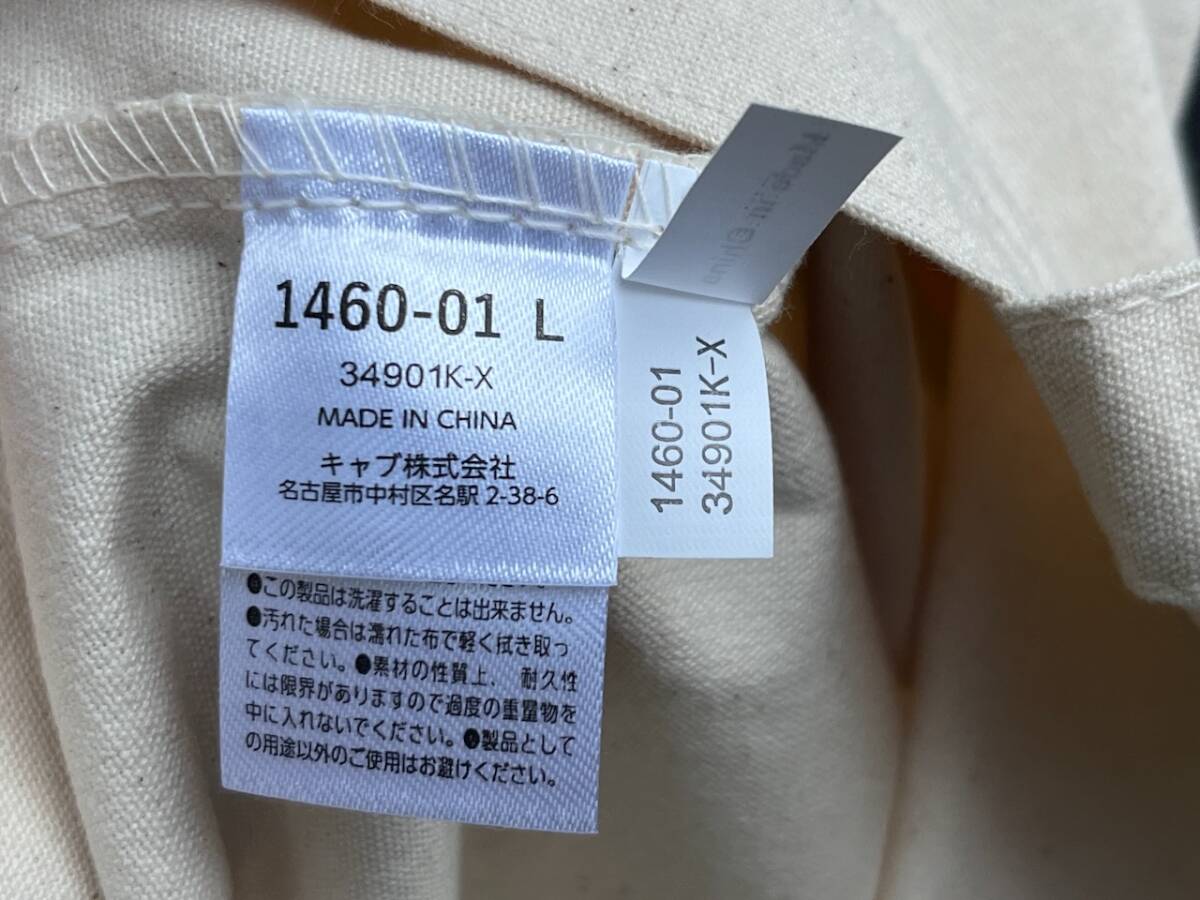 1460-01 L
34901K-X
MADE IN CHINA
キャブ株式会社
名古屋市中村区名駅 2-38-6
●この製品は洗濯することは出来ません。
●汚れた場合は濡れた布で軽く拭き取っ
てください。●素材の性質上、耐久性
には限界がありますので過度の重量物を
中に入れないでください。●製品として
の用途以外のご使用はお避けください。
1460-01
34901K-X
Made in China